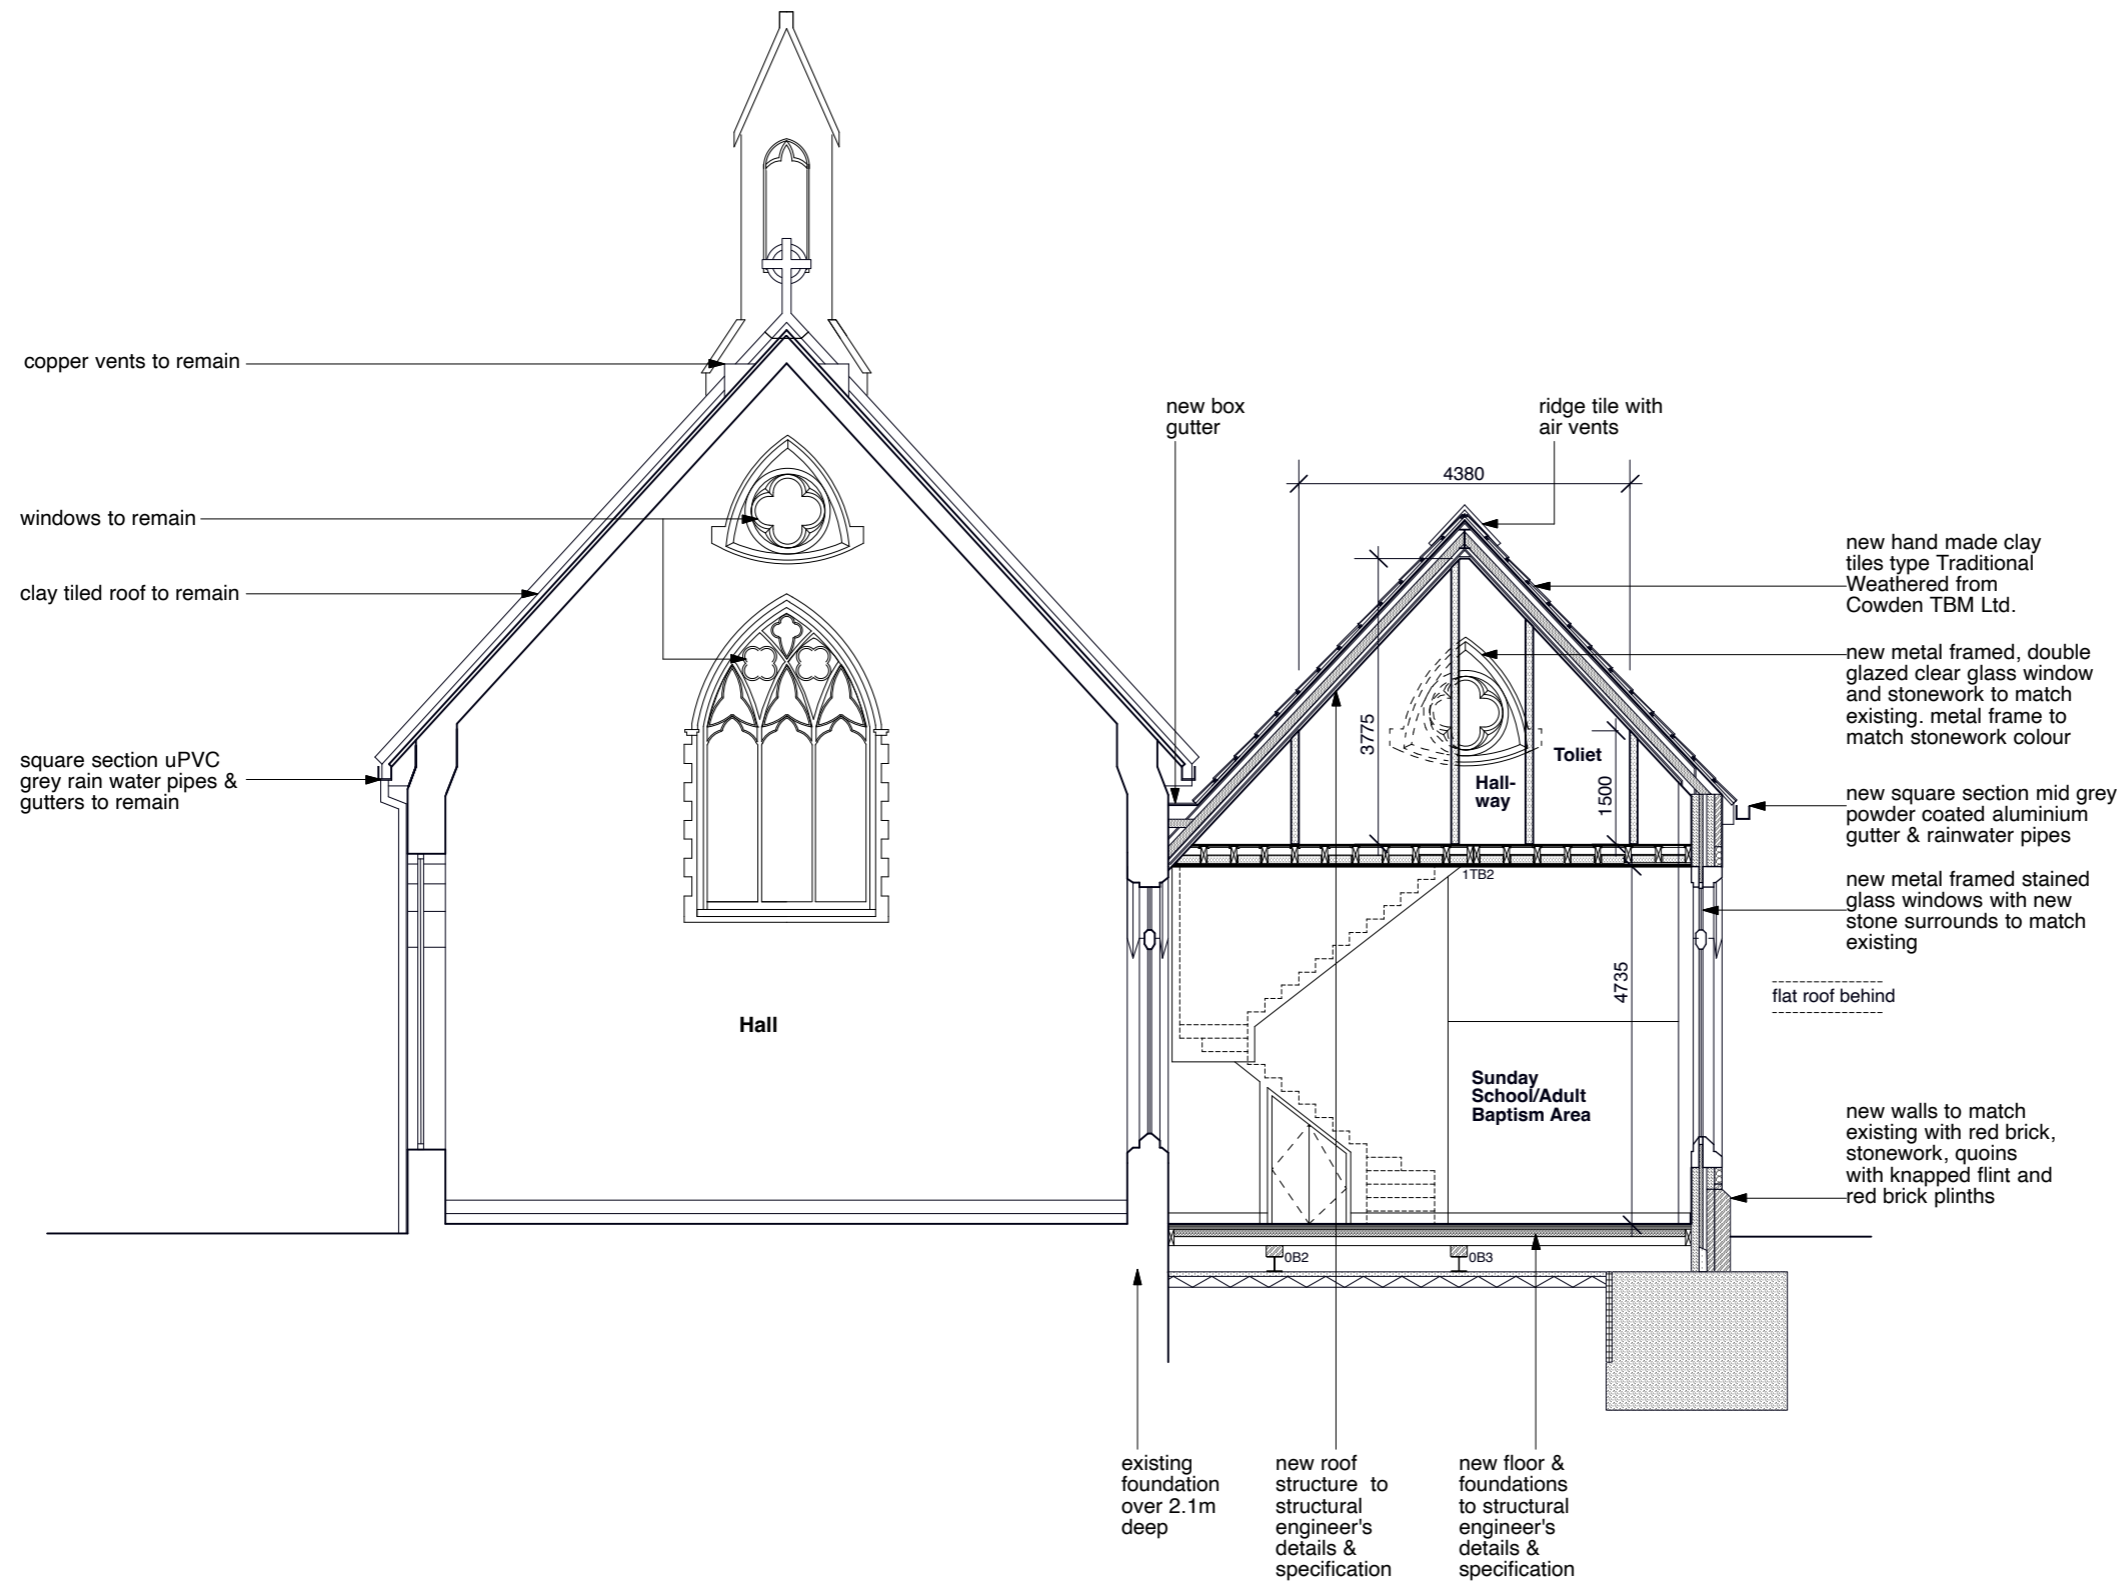 copper vents to remain
windows to remain
clay tiled roof to remain
square section uPVC
grey rain water pipes &
gutters to remain
Hall
new box
gutter
ridge tile with
air vents
4380
3775
Toliet
Hall-
way
1500
1TB2
4735
Sunday
School/Adult
Baptism Area
0B2
0B3
new hand made clay
tiles type Traditional
Weathered from
Cowden TBM Ltd.
new metal framed, double
glazed clear glass window
and stonework to match
existing. metal frame to
match stonework colour
new square section mid grey
powder coated aluminium
gutter & rainwater pipes
new metal framed stained
glass windows with new
stone surrounds to match
existing
flat roof behind
new walls to match
existing with red brick,
stonework, quoins
with knapped flint and
red brick plinths
existing
foundation
over 2.1m
deep
new roof
structure to
structural
engineer's
details &
specification
new floor &
foundations
to structural
engineer's
details &
specification